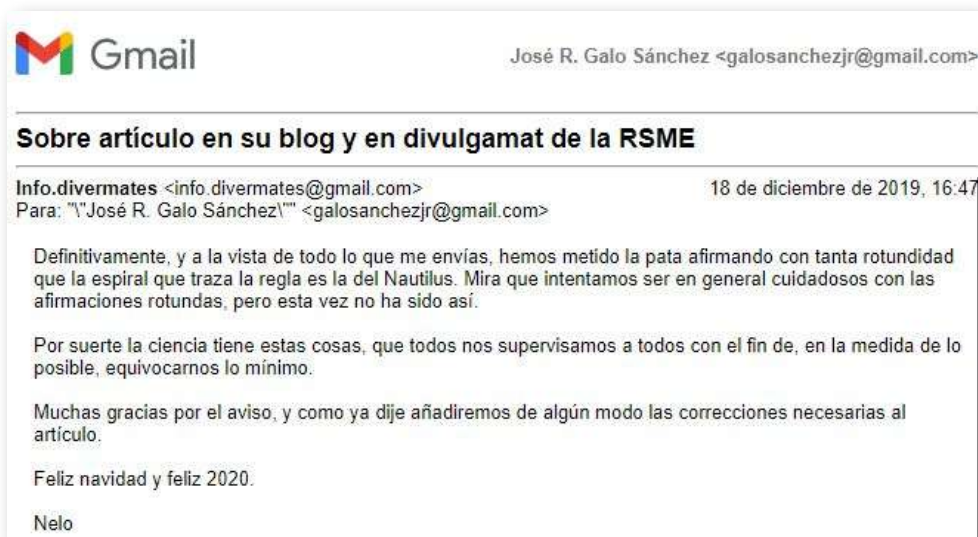 Gmail
José R. Galo Sánchez <galosanchezjr@gmail.com>
Sobre artículo en su blog y en divulgamat de la RSME
Info.divermates <info.divermates@gmail.com>
18 de diciembre de 2019, 16:47
Para: "\"José R. Galo Sánchez\"" <galosanchezjr@gmail.com>
Definitivamente, y a la vista de todo lo que me envías, hemos metido la pata afirmando con tanta rotundidad
que la espiral que traza la regla es la del Nautilus. Mira que intentamos ser en general cuidadosos con las
afirmaciones rotundas, pero esta vez no ha sido así.
Por suerte la ciencia tiene estas cosas, que todos nos supervisamos a todos con el fin de, en la medida de lo
posible, equivocarnos lo mínimo.
Muchas gracias por el aviso, y como ya dije añadiremos de algún modo las correcciones necesarias al
artículo.
Feliz navidad y feliz 2020.
Nelo